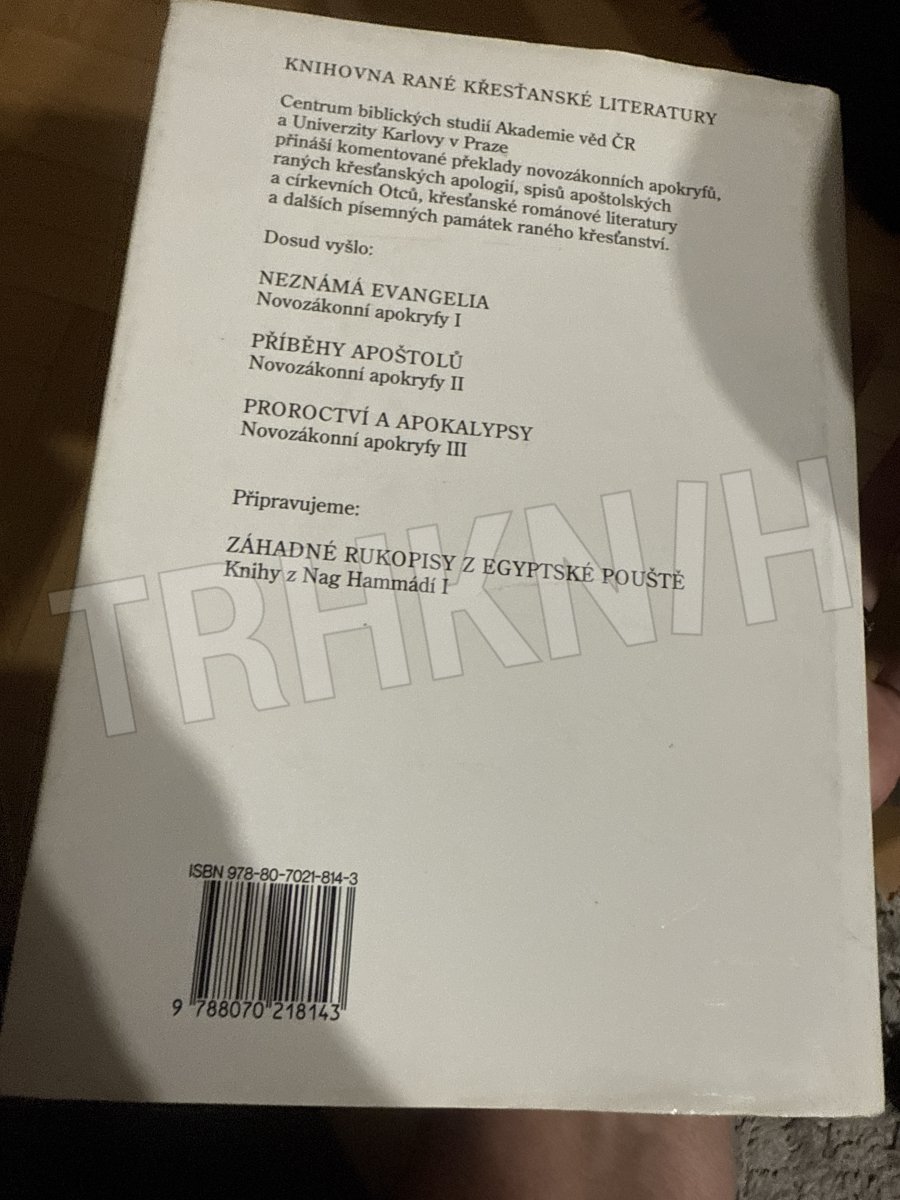 KNIHOVNA RANÉ KŘESŤANSKÉ LITERATURY
Centrum biblických studií Akademie věd ČR
a Univerzity Karlovy v Praze
přináší komentované překlady novozákonních apokryfů,
raných křesťanských apologií, spisů apoštolských
a církevních Otců, křesťanské románové literatury
a dalších písemných památek raného křesťanství.
Dosud vyšlo:
NEZNÁMÁ EVANGELIA
Novozákonní apokryfy I
PŘÍBĚHY APOŠTOLŮ
Novozákonní apokryfy II
PROROCTVÍ A APOKALYPSY
Novozákonní apokryfy III
Připravujeme:
ZÁHADNÉ RUKOPISY Z EGYPTSKÉ POUŠTĚ
Knihy z Nag Hammádí I
TRHKNIH
ISBN 978-80-7021-814-3
9 788070 218143